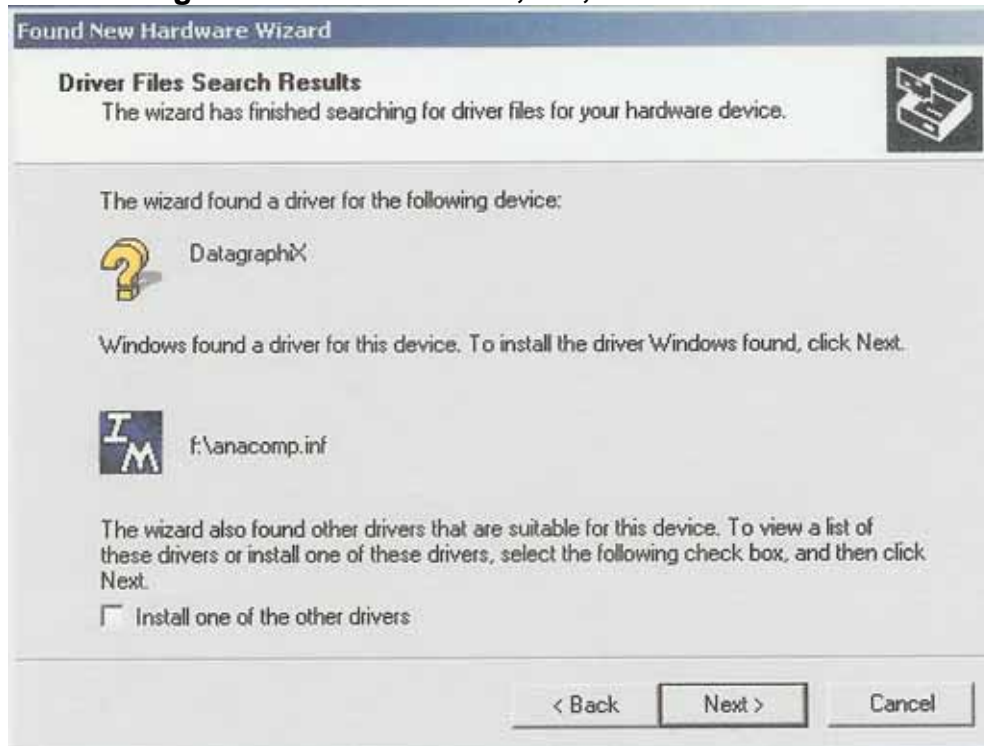 Found New Hardware Wizard
Driver Files Search Results
The wizard has finished searching for driver files for your hardware device.
The wizard found a driver for the following device:
DatagraphiX
Windows found a driver for this device. To install the driver Windows found, click Next.
IM
f:\anacomp.inf
The wizard also found other drivers that are suitable for this device. To view a list of
these drivers or install one of these drivers, select the following check box, and then click
Next.
Install one of the other drivers
< Back
Next >
Cancel